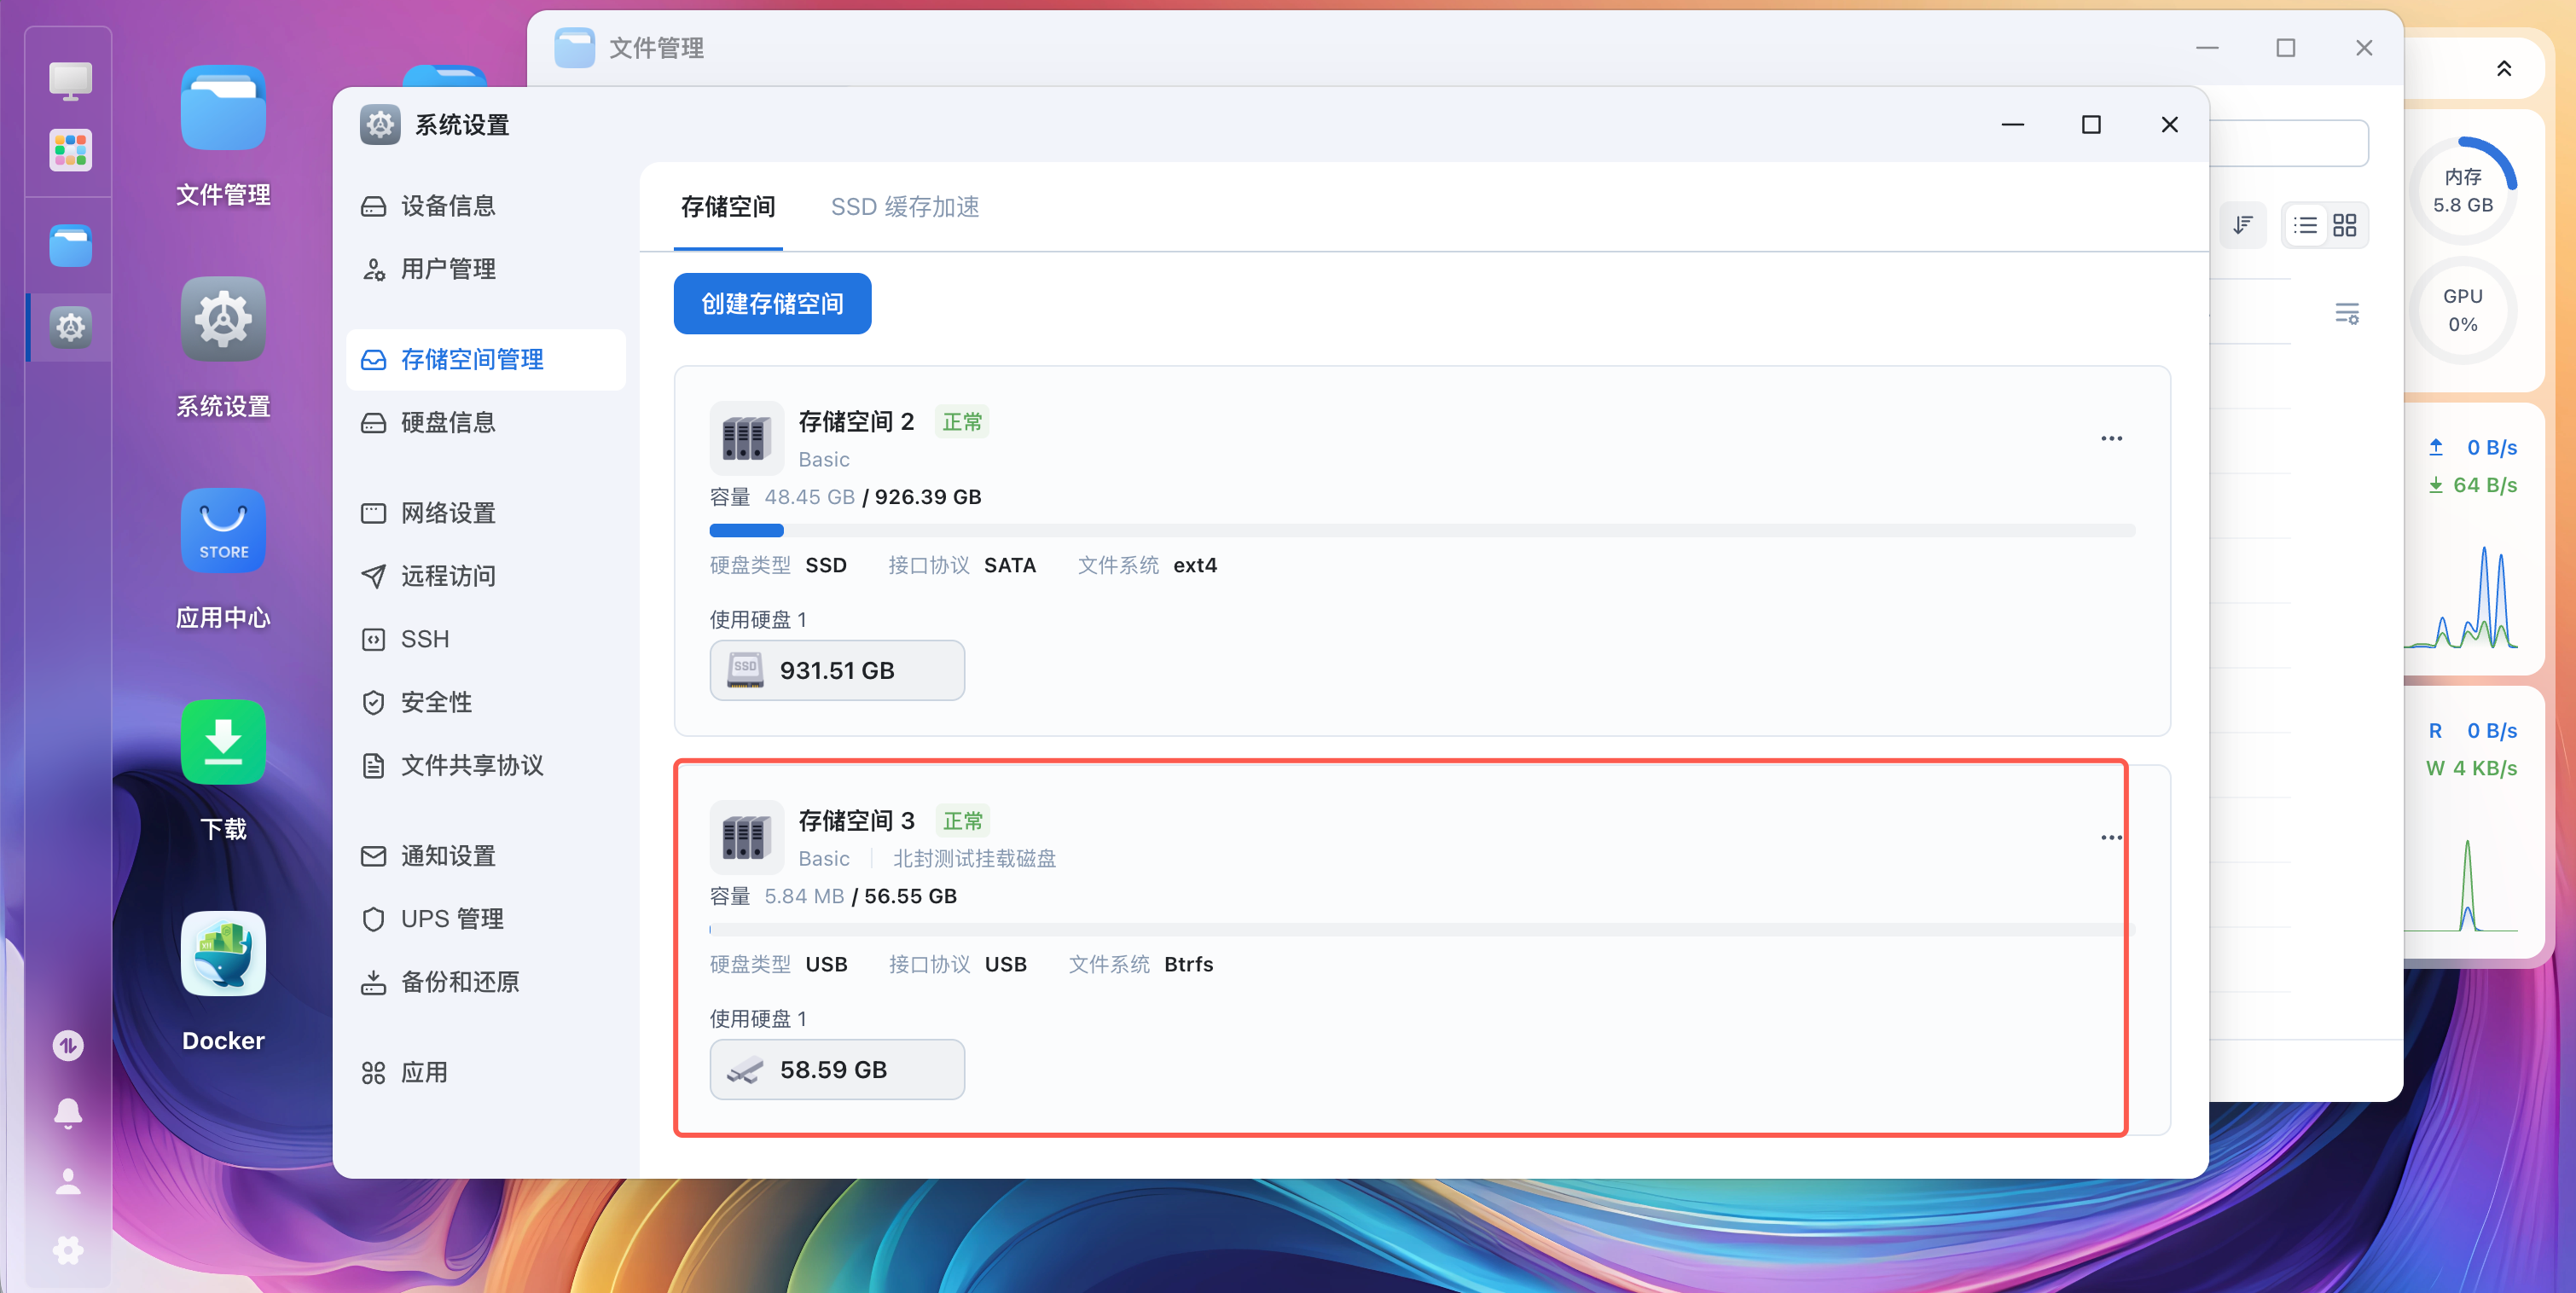 文件管理
系统设置
应用中心
STORE
下载
Docker
文件管理
系统设置
设备信息
用户管理
存储空间管理
硬盘信息
网络设置
远程访问
SSH
安全性
文件共享协议
通知设置
UPS 管理
备份和还原
应用
存储空间 SSD 缓存加速
创建存储空间
存储空间 2 正常
Basic
容量 48.45 GB / 926.39 GB
硬盘类型 SSD 接口协议 SATA 文件系统 ext4
使用硬盘 1
SSD 931.51 GB
存储空间 3 正常
Basic 北封测试挂载磁盘
容量 5.84 MB / 56.55 GB
硬盘类型 USB 接口协议 USB 文件系统 Btrfs
使用硬盘 1
58.59 GB
内存
5.8 GB
GPU
0%
0 B/s
64 B/s
R 0 B/s
W 4 KB/s